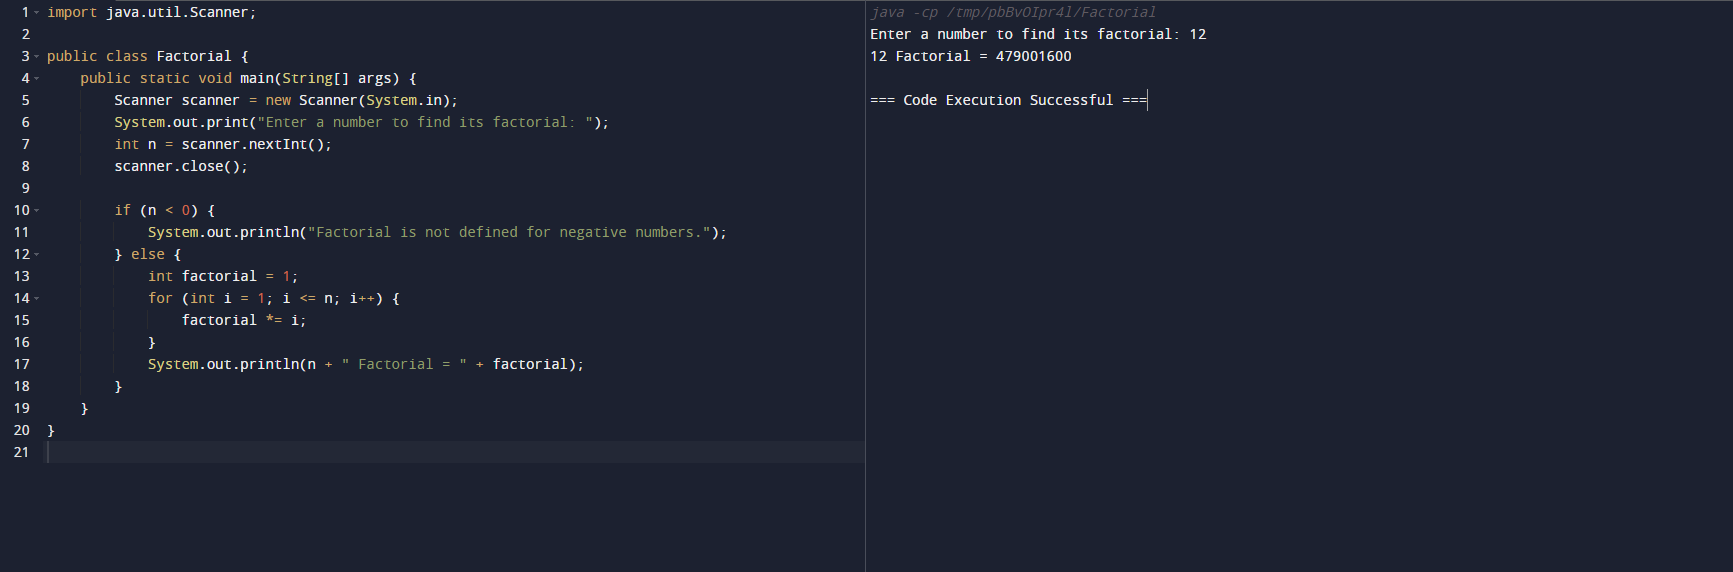 1 import java.util.Scanner;
2
3 public class Factorial {
4     public static void main(String[] args) {
5         Scanner scanner = new Scanner(System.in);
6         System.out.print("Enter a number to find its factorial: ");
7         int n = scanner.nextInt();
8         scanner.close();
9
10         if (n < 0) {
11             System.out.println("Factorial is not defined for negative numbers.");
12         } else {
13             int factorial = 1;
14             for (int i = 1; i <= n; i++) {
15                 factorial *= i;
16             }
17             System.out.println(n + " Factorial = " + factorial);
18         }
19     }
20 }
21
java -cp /tmp/pbBvOIpr4l/Factorial
Enter a number to find its factorial: 12
12 Factorial = 479001600
=== Code Execution Successful ===